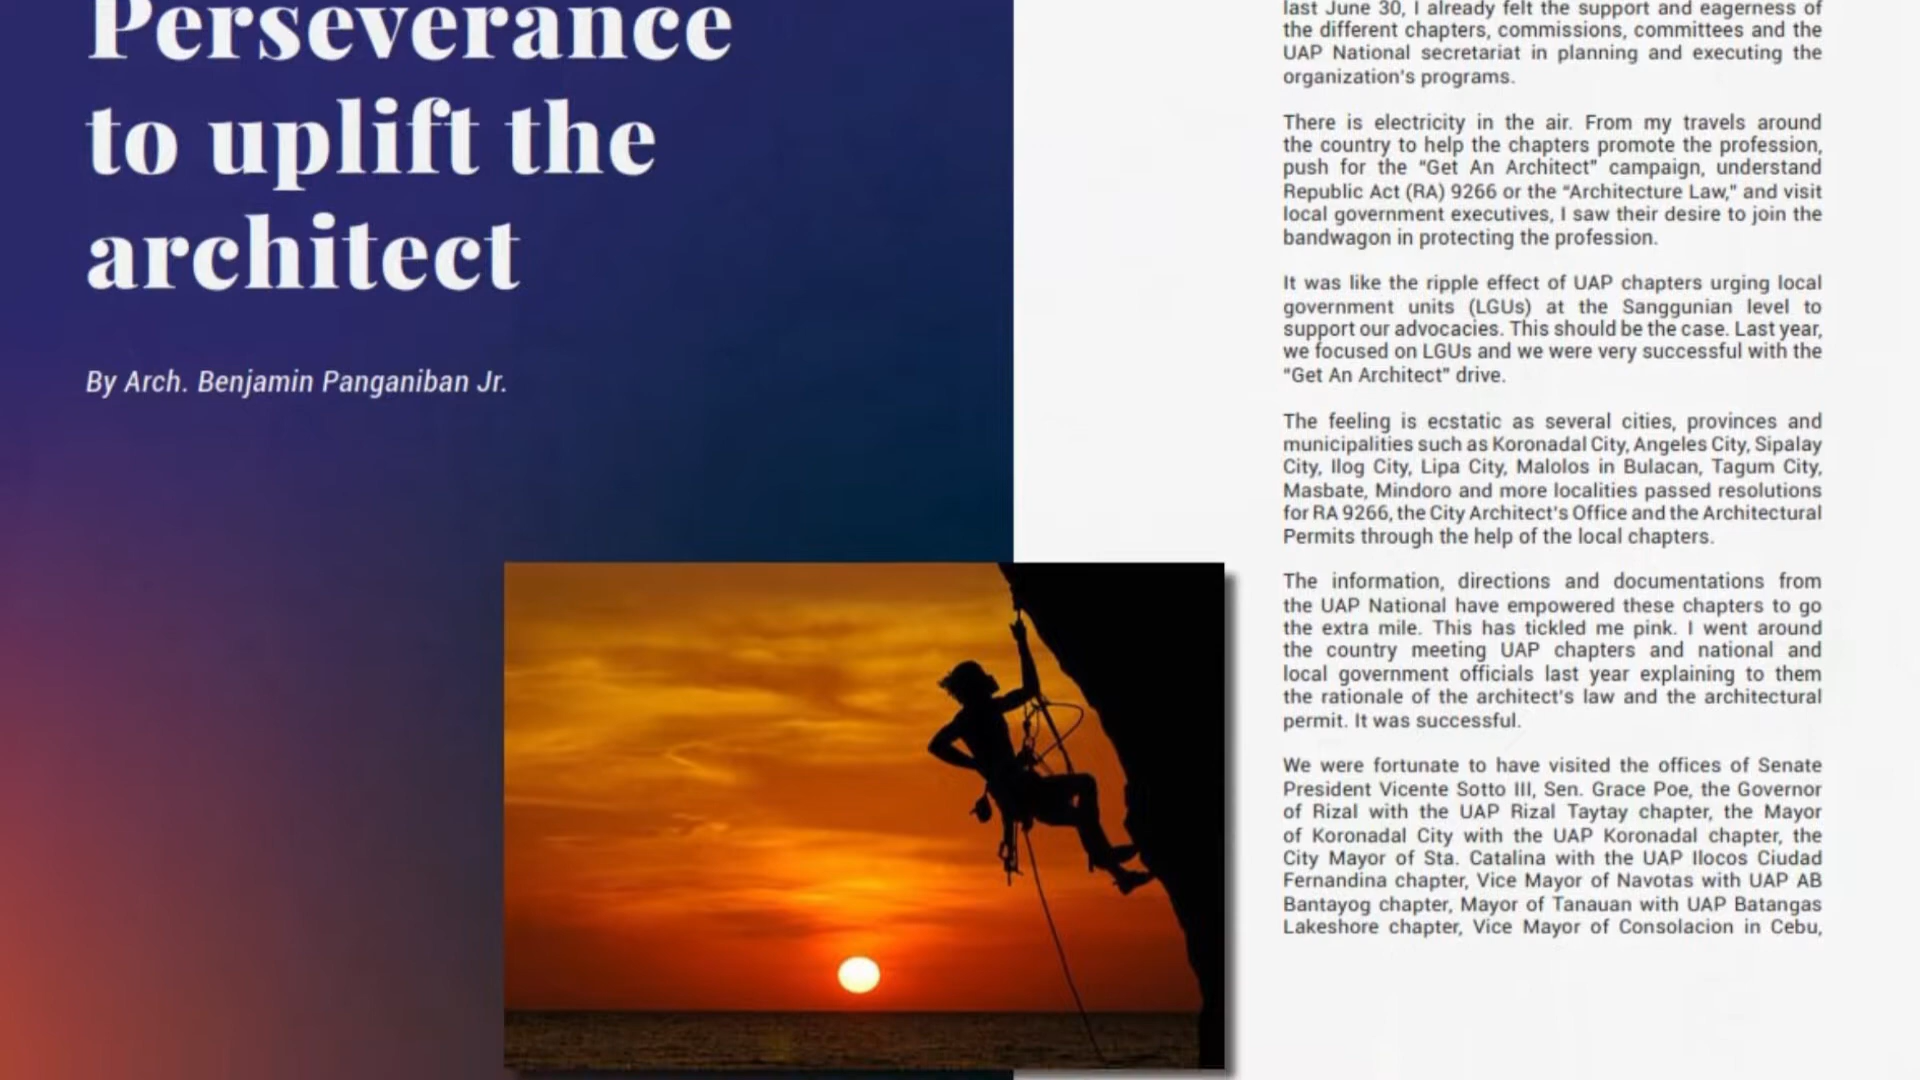 Perseverance
to uplift the
architect
By Arch. Benjamin Panganiban Jr.
last June 30, I already felt the support and eagerness of
the different chapters, commissions, committees and the
UAP National secretariat in planning and executing the
organization's programs.
There is electricity in the air. From my travels around
the country to help the chapters promote the profession,
push for the “Get An Architect” campaign, understand
Republic Act (RA) 9266 or the “Architecture Law,” and visit
local government executives, I saw their desire to join the
bandwagon in protecting the profession.
It was like the ripple effect of UAP chapters urging local
government units (LGUs) at the Sanggunian level to
support our advocacies. This should be the case. Last year,
we focused on LGUs and we were very successful with the
“Get An Architect” drive.
The feeling is ecstatic as several cities, provinces and
municipalities such as Koronadal City, Angeles City, Sipalay
City, Ilog City, Lipa City, Malolos in Bulacan, Tagum City,
Masbate, Mindoro and more localities passed resolutions
for RA 9266, the City Architect's Office and the Architectural
Permits through the help of the local chapters.
The information, directions and documentations from
the UAP National have empowered these chapters to go
the extra mile. This has tickled me pink. I went around
the country meeting UAP chapters and national and
local government officials last year explaining to them
the rationale of the architect's law and the architectural
permit. It was successful.
We were fortunate to have visited the offices of Senate
President Vicente Sotto III, Sen. Grace Poe, the Governor
of Rizal with the UAP Rizal Taytay chapter, the Mayor
of Koronadal City with the UAP Koronadal chapter, the
City Mayor of Sta. Catalina with the UAP Ilocos Ciudad
Fernandina chapter, Vice Mayor of Navotas with UAP AB
Bantayog chapter, Mayor of Tanauan with UAP Batangas
Lakeshore chapter, Vice Mayor of Consolacion in Cebu,